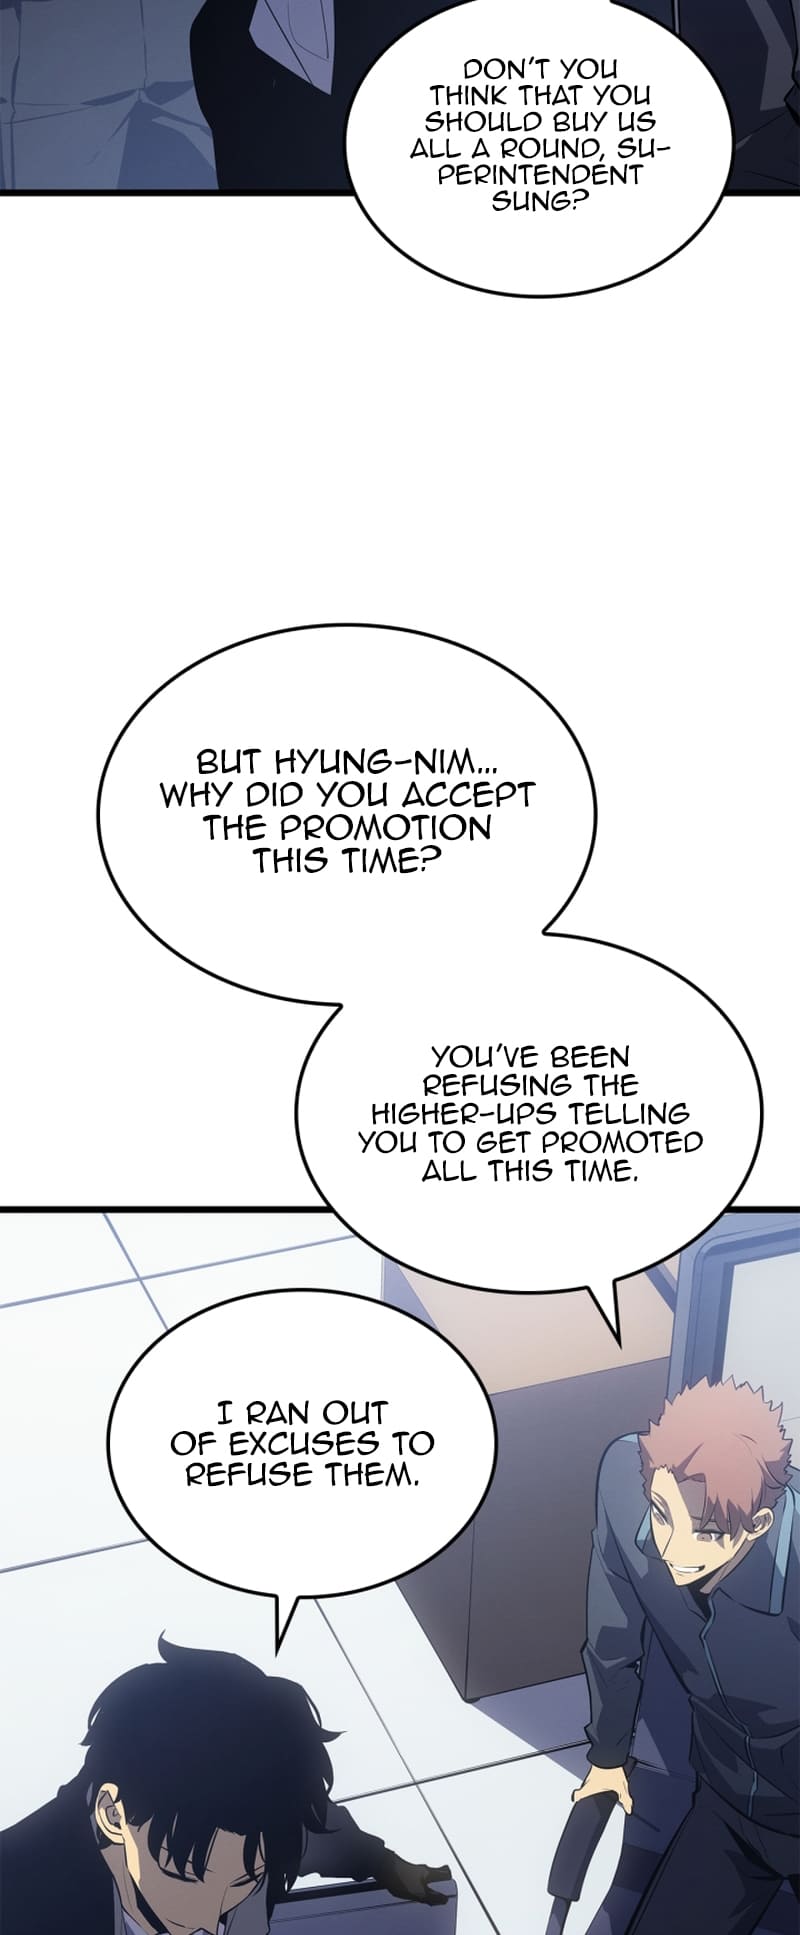 DON'T YOU
THINK THAT YOU
SHOULD BUY US
ALL A ROUND, SU-
PERINTENDENT
SUNG?
BUT HYUNG-NIM...
WHY DID YOU ACCEPT
THE PROMOTION
THIS TIME?
YOU'VE BEEN
REFUSING THE
HIGHER-UPS TELLING
YOU TO GET PROMOTED
ALL THIS TIME.
I RAN OUT
OF EXCUSES TO
REFUSE THEM.